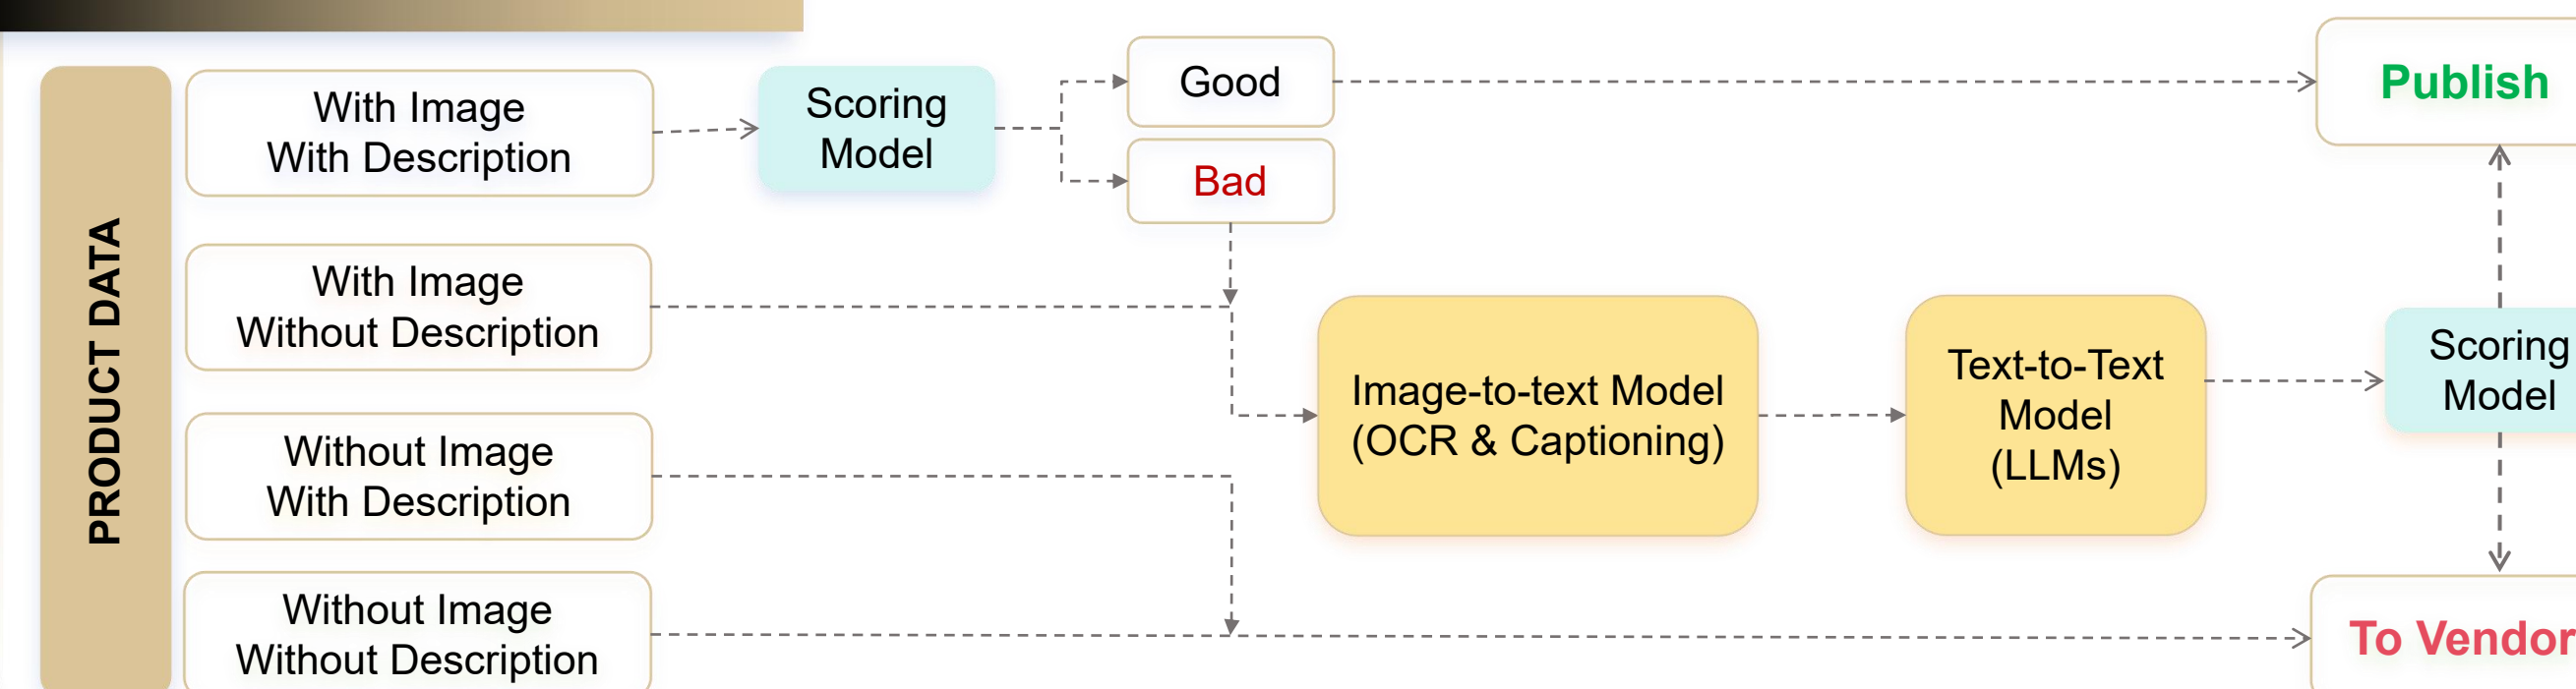 PRODUCT DATA
With Image
With Description
Scoring
Model
Good
Bad
Publish
With Image
Without Description
Image-to-text Model
(OCR & Captioning)
Text-to-Text
Model
(LLMs)
Scoring
Model
Without Image
With Description
Without Image
Without Description
To Vendor